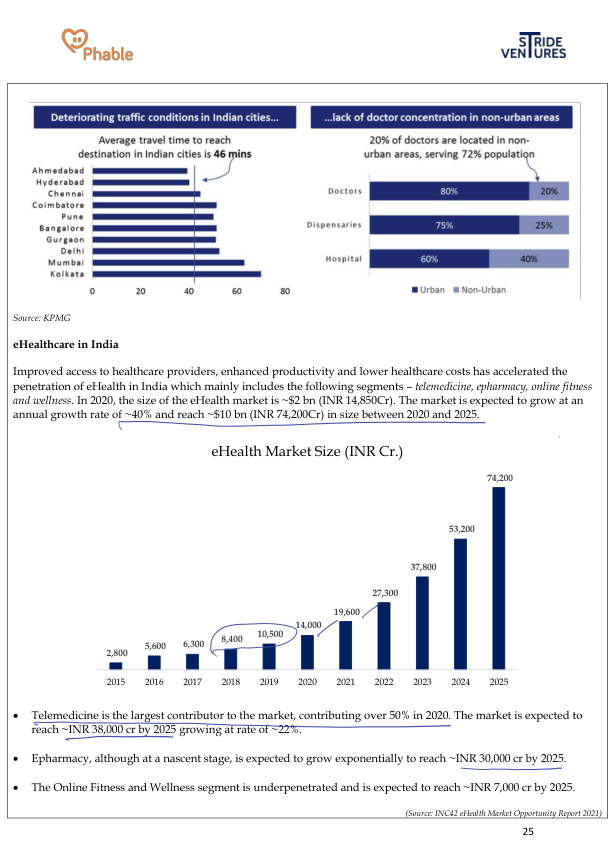 Phable
STRIDE
VENTURES
Deteriorating traffic conditions in Indian cities...
Average travel time to reach
destination in Indian cities is 46 mins
Ahmedabad
Hyderabad
Chennai
Coimbatore
Pune
Bangalore
Gurgaon
Delhi
Mumbai
Kolkata
0 20 40 60 80
...lack of doctor concentration in non-urban areas
20% of doctors are located in non-
urban areas, serving 72% population
Doctors 80% 20%
Dispensaries 75% 25%
Hospital 60% 40%
Urban Non-Urban
Source: KPMG
eHealthcare in India
Improved access to healthcare providers, enhanced productivity and lower healthcare costs has accelerated the
penetration of eHealth in India which mainly includes the following segments – telemedicine, epharmacy, online fitness
and wellness. In 2020, the size of the eHealth market is ~$2 bn (INR 14,850Cr). The market is expected to grow at an
annual growth rate of ~40% and reach ~$10 bn (INR 74,200Cr) in size between 2020 and 2025.
eHealth Market Size (INR Cr.)
2,800 5,600 6,300 8,400 10,500 14,000 19,600 27,300 37,800 53,200 74,200
2015 2016 2017 2018 2019 2020 2021 2022 2023 2024 2025
• Telemedicine is the largest contributor to the market, contributing over 50% in 2020. The market is expected to
reach ~INR 38,000 cr by 2025 growing at rate of ~22%.
• Epharmacy, although at a nascent stage, is expected to grow exponentially to reach ~INR 30,000 cr by 2025.
• The Online Fitness and Wellness segment is underpenetrated and is expected to reach ~INR 7,000 cr by 2025.
(Source: INC42 eHealth Market Opportunity Report 2021)
25